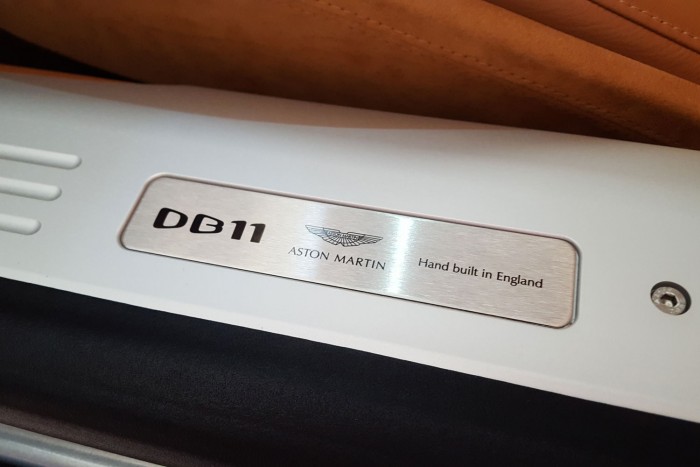 DB11
ASTON MARTIN
Hand built in England